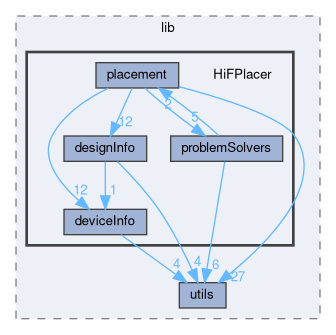 lib
placement
HiFPlacer
12
2
5
designInfo
problemSolvers
12
1
deviceInfo
4
4
6
27
utils